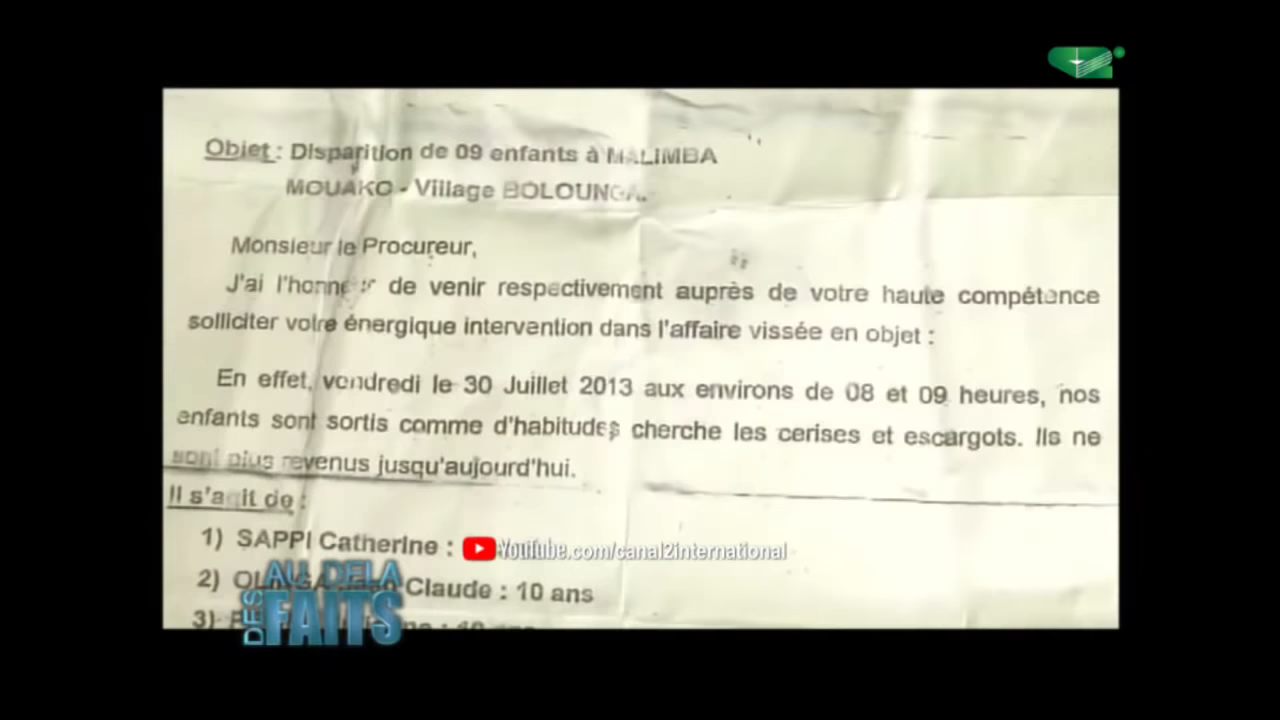 Objet : Disparition de 09 enfants à MALIMBA
MOUAKO - Village BOLOUNGA.
Monsieur le Procureur,
J'ai l'honneur de venir respectivement auprès de votre haute compétence
solliciter votre énergique intervention dans l'affaire vissée en objet :
En effet, vendredi le 30 Juillet 2013 aux environs de 08 et 09 heures, nos
enfants sont sortis comme d'habitudes cherche les cerises et escargots. Ils ne
sont plus revenus jusqu'aujourd'hui.
Il s'agit de :
1) SAPPI Catherine :
Youtube.com/canal2international
2) Claude : 10 ans
3)
AU DELA
DES FAITS